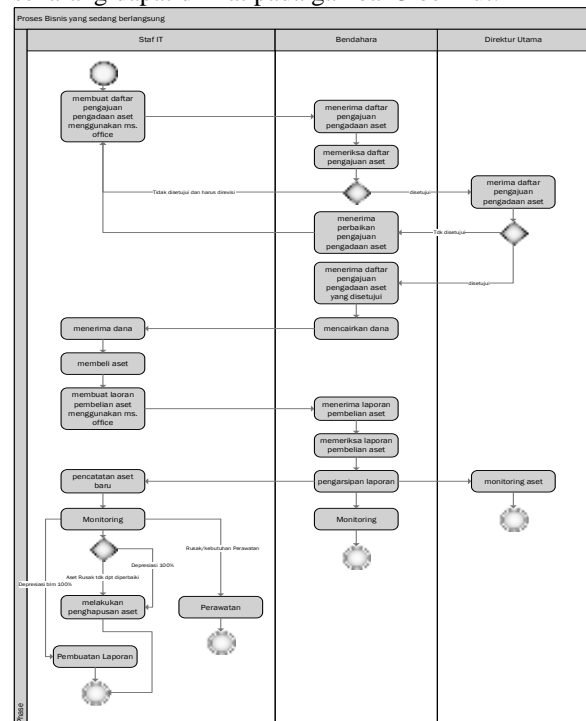 Proses Bisnis yang sedang berlangsung
Staf IT
Bendahara
Direktur Utama
membuat daftar
pengajuan
pengadaan aset
menggunakan ms.
office
menerima daftar
pengajuan
pengadaan aset
memeriksa daftar
pengajuan aset
Tidak disetujui dan harus direvisi
disetujui
merima daftar
pengajuan
pengadaan aset
menerima
perbaikan
pengajuan
pengadaan aset
Tdk disetujui
menerima daftar
pengajuan
pengadaan aset
yang disetujui
disetujui
menerima dana
mencairkan dana
membeli aset
membuat laoran
pembelian aset
menggunakan ms.
office
menerima laporan
pembelian aset
memeriksa laporan
pembelian aset
pencatatan aset
baru
pengarsipan laporan
monitoring aset
Monitoring
Monitoring
Rusak/kebutuhan Perawatan
Depresiasi 100%
Aset Rusak tdk dpt diperbaiki
Depresiasi blm 100%
melakukan
penghapusan aset
Perawatan
Pembuatan Laporan
Phase